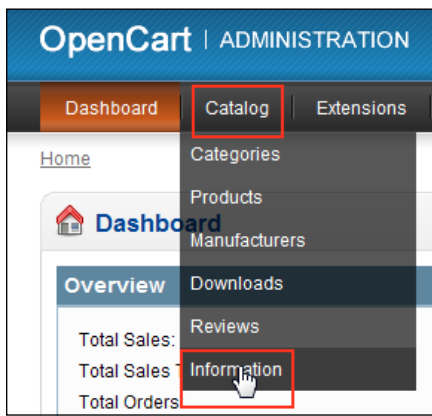 OpenCart | ADMINISTRATION
Dashboard Catalog Extensions
Home
Categories
Products
Dashboard
Manufacturers
Overview
Downloads
Reviews
Total Sales:
Information
Total Sales
Total Orders